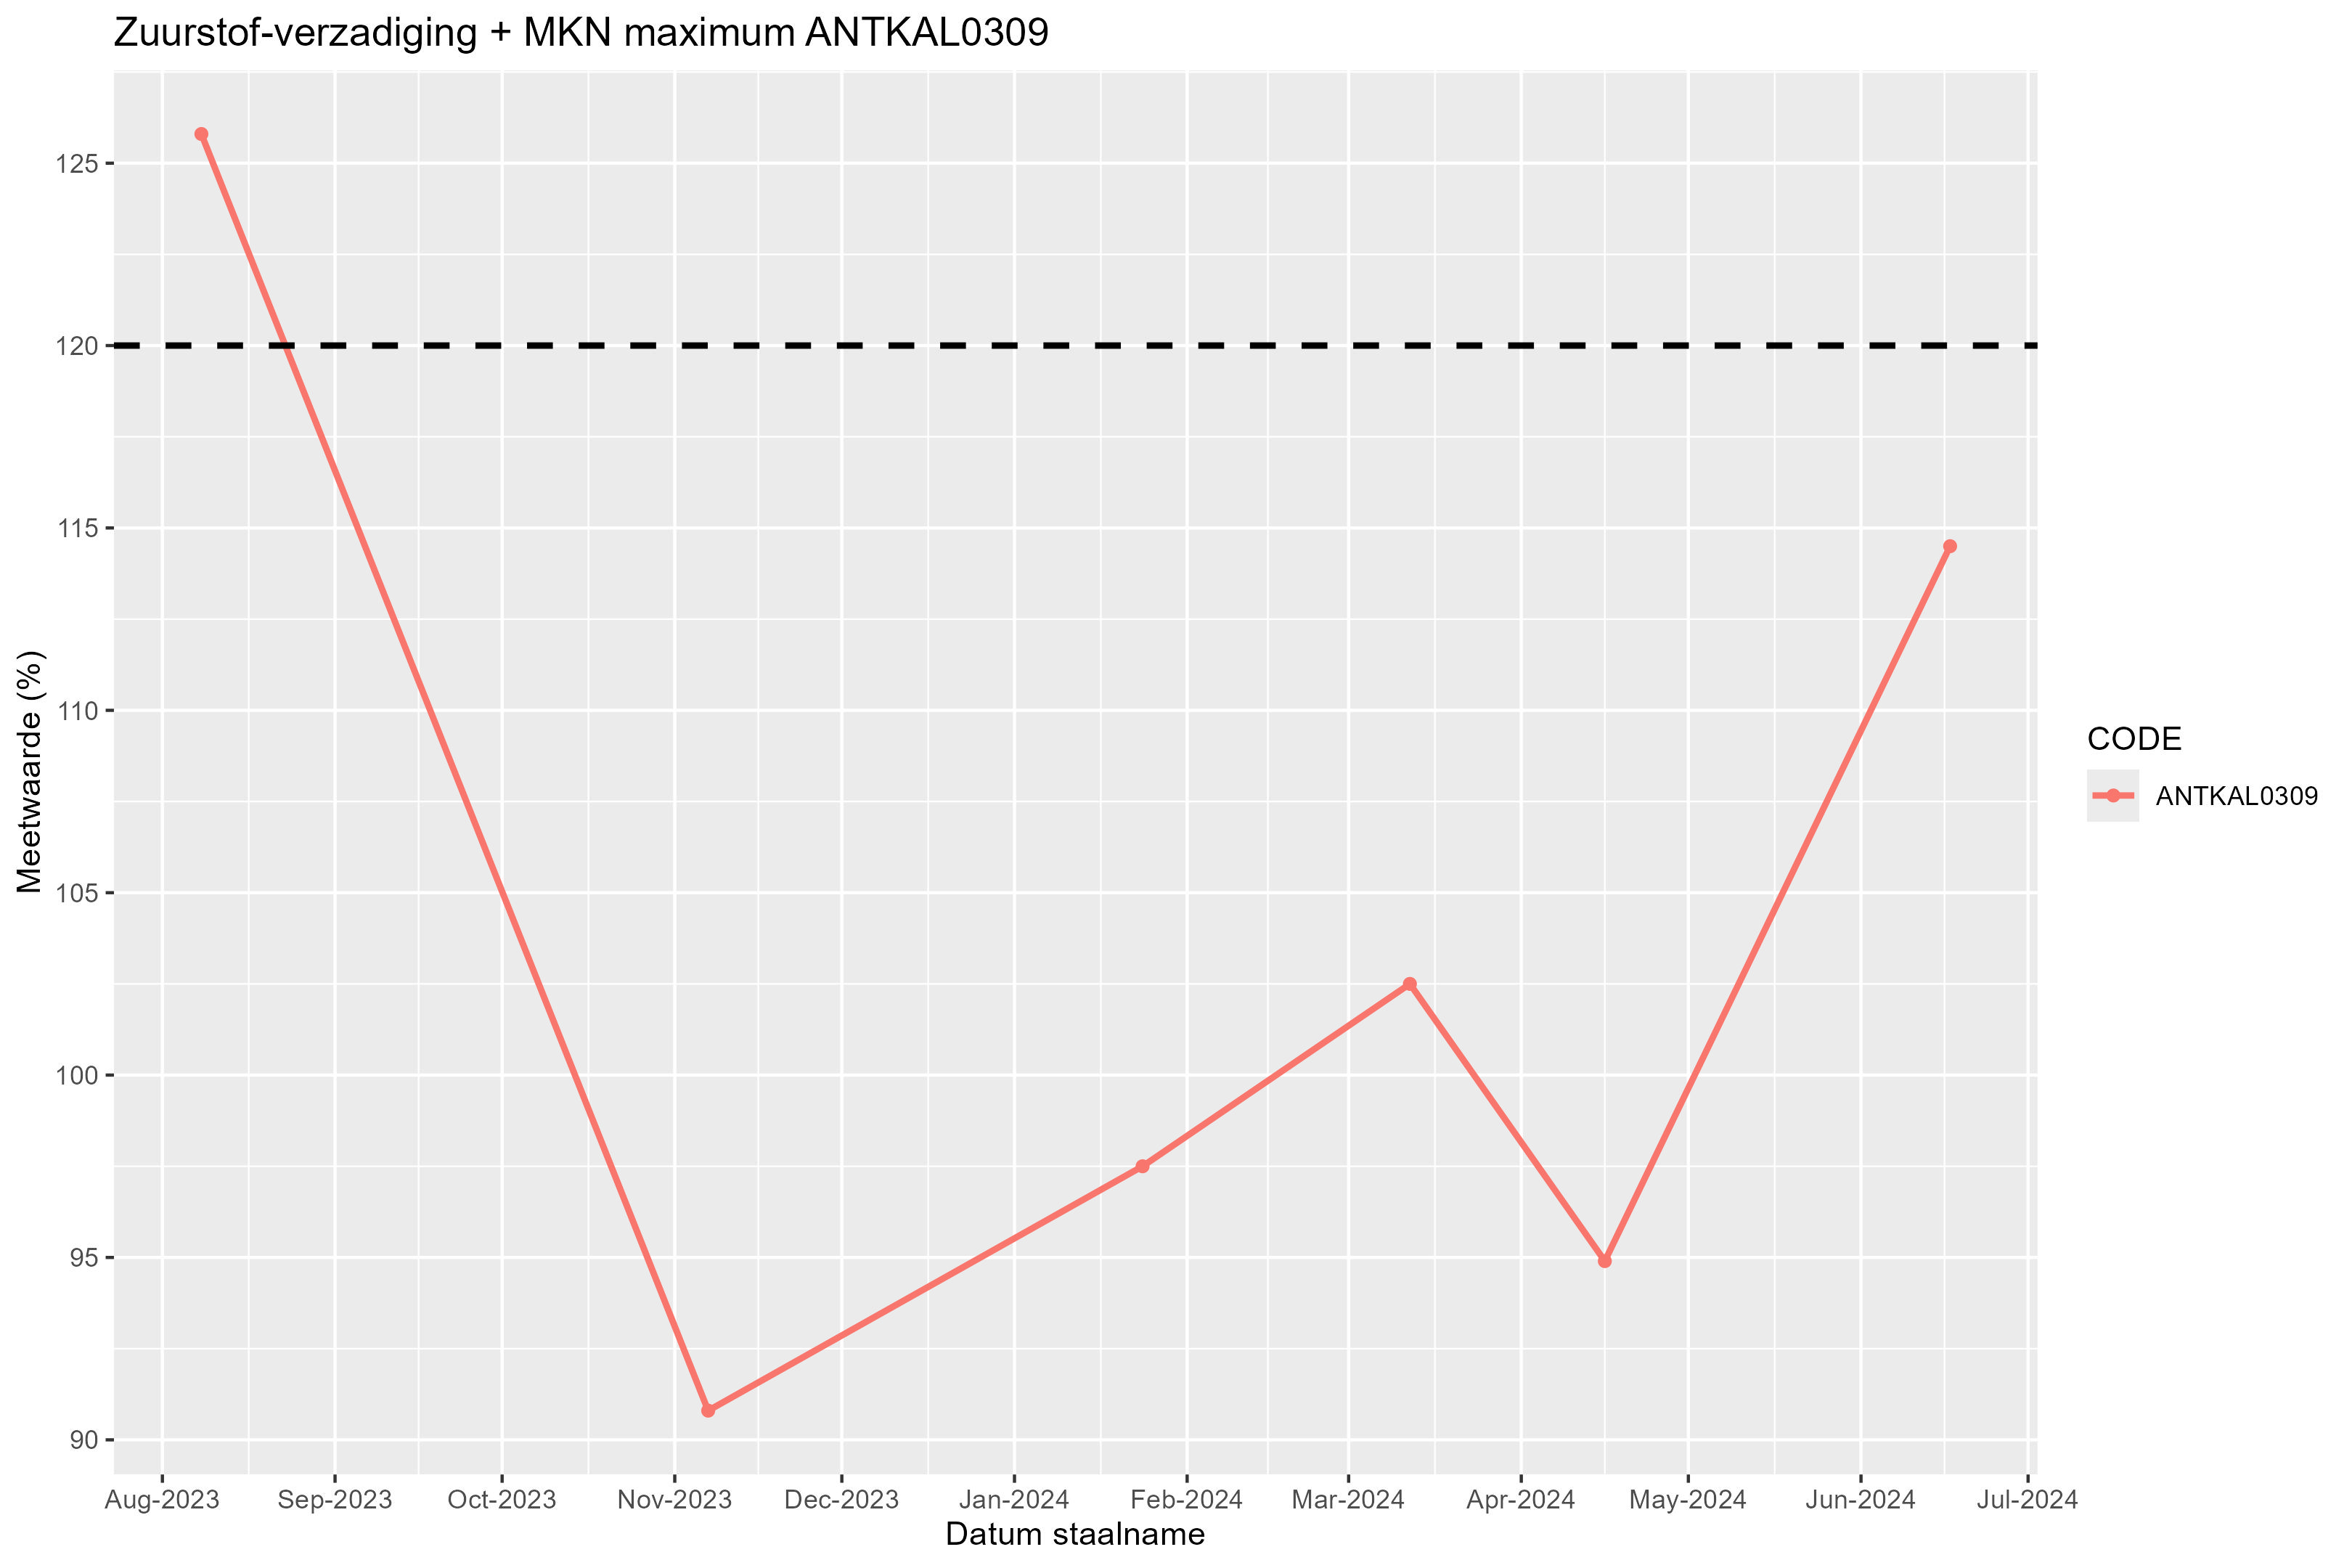 Zuurstof-verzadiging + MKN maximum ANTKAL0309
Meetwaarde (%)
125
120
115
110
105
100
95
90
Aug-2023 Sep-2023 Oct-2023 Nov-2023 Dec-2023 Jan-2024 Feb-2024 Mar-2024 Apr-2024 May-2024 Jun-2024 Jul-2024
Datum staalname
CODE
ANTKAL0309